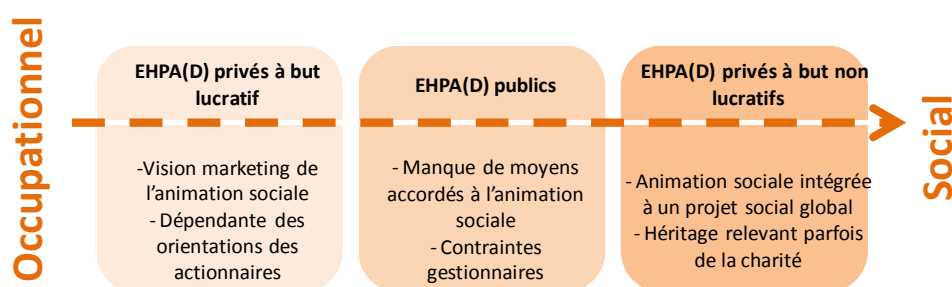 Occupationnel
EHPA(D) privés à but
lucratif
-Vision marketing de
l'animation sociale
- Dépendante des
orientations des
actionnaires
EHPA(D) publics
- Manque de moyens
accordés à l'animation
sociale
- Contraintes
gestionnaires
EHPA(D) privés à but non
lucratifs
- Animation sociale intégrée
à un projet social global
- Héritage relevant parfois
de la charité
Social